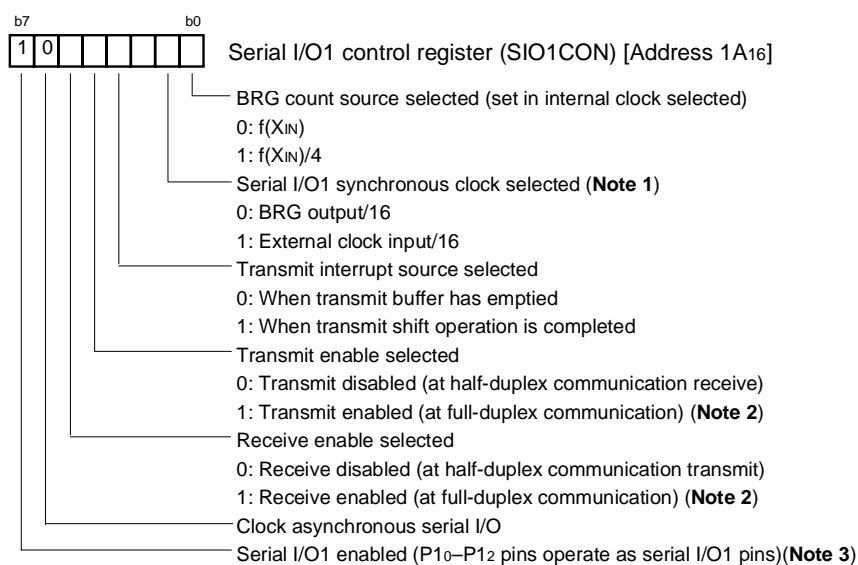 b7 b0
1 0 Serial I/O1 control register (SIO1CON) [Address 1A16]
BRG count source selected (set in internal clock selected)
0: f(XIN)
1: f(XIN)/4
Serial I/O1 synchronous clock selected (Note 1)
0: BRG output/16
1: External clock input/16
Transmit interrupt source selected
0: When transmit buffer has emptied
1: When transmit shift operation is completed
Transmit enable selected
0: Transmit disabled (at half-duplex communication receive)
1: Transmit enabled (at full-duplex communication) (Note 2)
Receive enable selected
0: Receive disabled (at half-duplex communication transmit)
1: Receive enabled (at full-duplex communication) (Note 2)
Clock asynchronous serial I/O
Serial I/O1 enabled (P10–P12 pins operate as serial I/O1 pins)(Note 3)